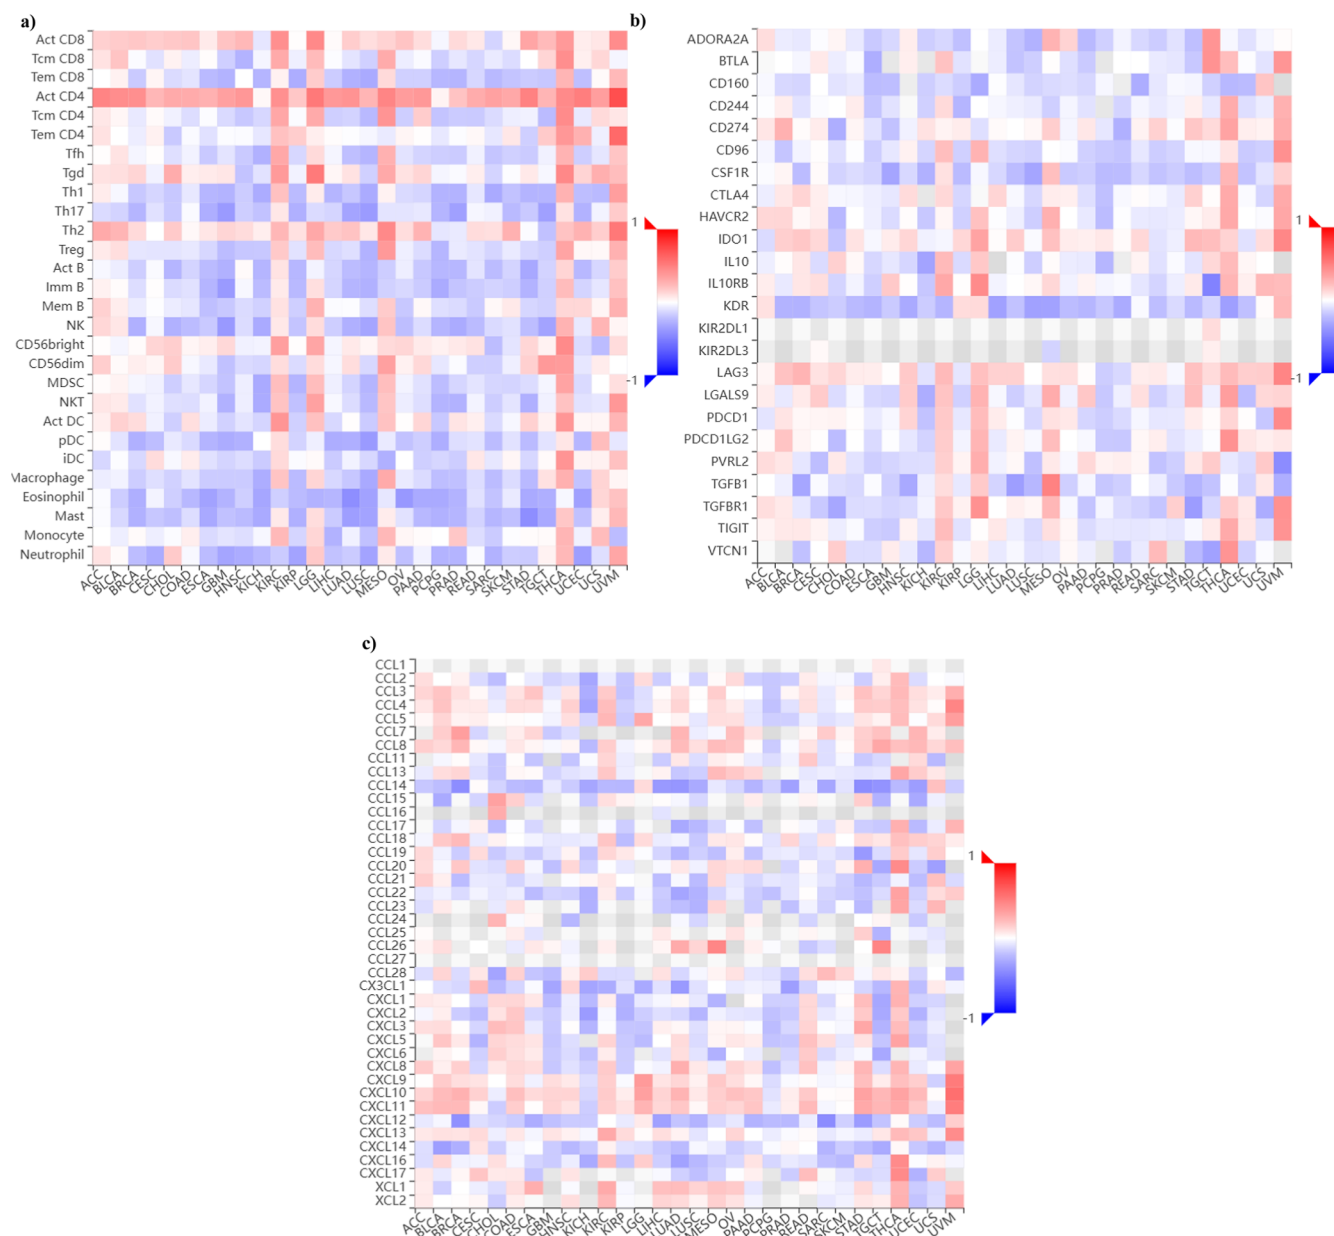 a)
Act CD8
Tcm CD8
Tem CD8
Act CD4
Tcm CD4
Tem CD4
Tfh
Tgd
Th1
Th17
Th2
Treg
Act B
Imm B
Mem B
NK
CD56bright
CD56dim
MDSC
NKT
Act DC
pDC
iDC
Macrophage
Eosinophil
Mast
Monocyte
Neutrophil
ACC BLCA BRCA CESC CHOL COAD ESCA GBM HNSC KICH KIRC KIRP LGG LIHC LUAD LUSC MESO OV PAAD PCPG PRAD READ SARC SKCM STAD TGCT THCA UCEC UCS UVM
1
-1
b)
ADORA2A
BTLA
CD160
CD244
CD274
CD96
CSF1R
CTLA4
HAVCR2
IDO1
IL10
IL10RB
KDR
KIR2DL1
KIR2DL3
LAG3
LGALS9
PDCD1
PDCD1LG2
PVRL2
TGFB1
TGFBR1
TIGIT
VTCN1
ACC BLCA BRCA CESC CHOL COAD ESCA GBM HNSC KICH KIRC KIRP LGG LIHC LUAD LUSC MESO OV PAAD PCPG PRAD READ SARC SKCM STAD TGCT THCA UCEC UCS UVM
1
-1
c)
CCL1
CCL2
CCL3
CCL4
CCL5
CCL7
CCL8
CCL11
CCL13
CCL14
CCL15
CCL16
CCL17
CCL18
CCL19
CCL20
CCL21
CCL22
CCL23
CCL24
CCL25
CCL26
CCL27
CCL28
CX3CL1
CXCL1
CXCL2
CXCL3
CXCL5
CXCL6
CXCL8
CXCL9
CXCL10
CXCL11
CXCL12
CXCL13
CXCL14
CXCL16
CXCL17
XCL1
XCL2
ACC BLCA BRCA CESC CHOL COAD ESCA GBM HNSC KICH KIRC KIRP LGG LIHC LUAD LUSC MESO OV PAAD PCPG PRAD READ SARC SKCM STAD TGCT THCA UCEC UCS UVM
1
-1